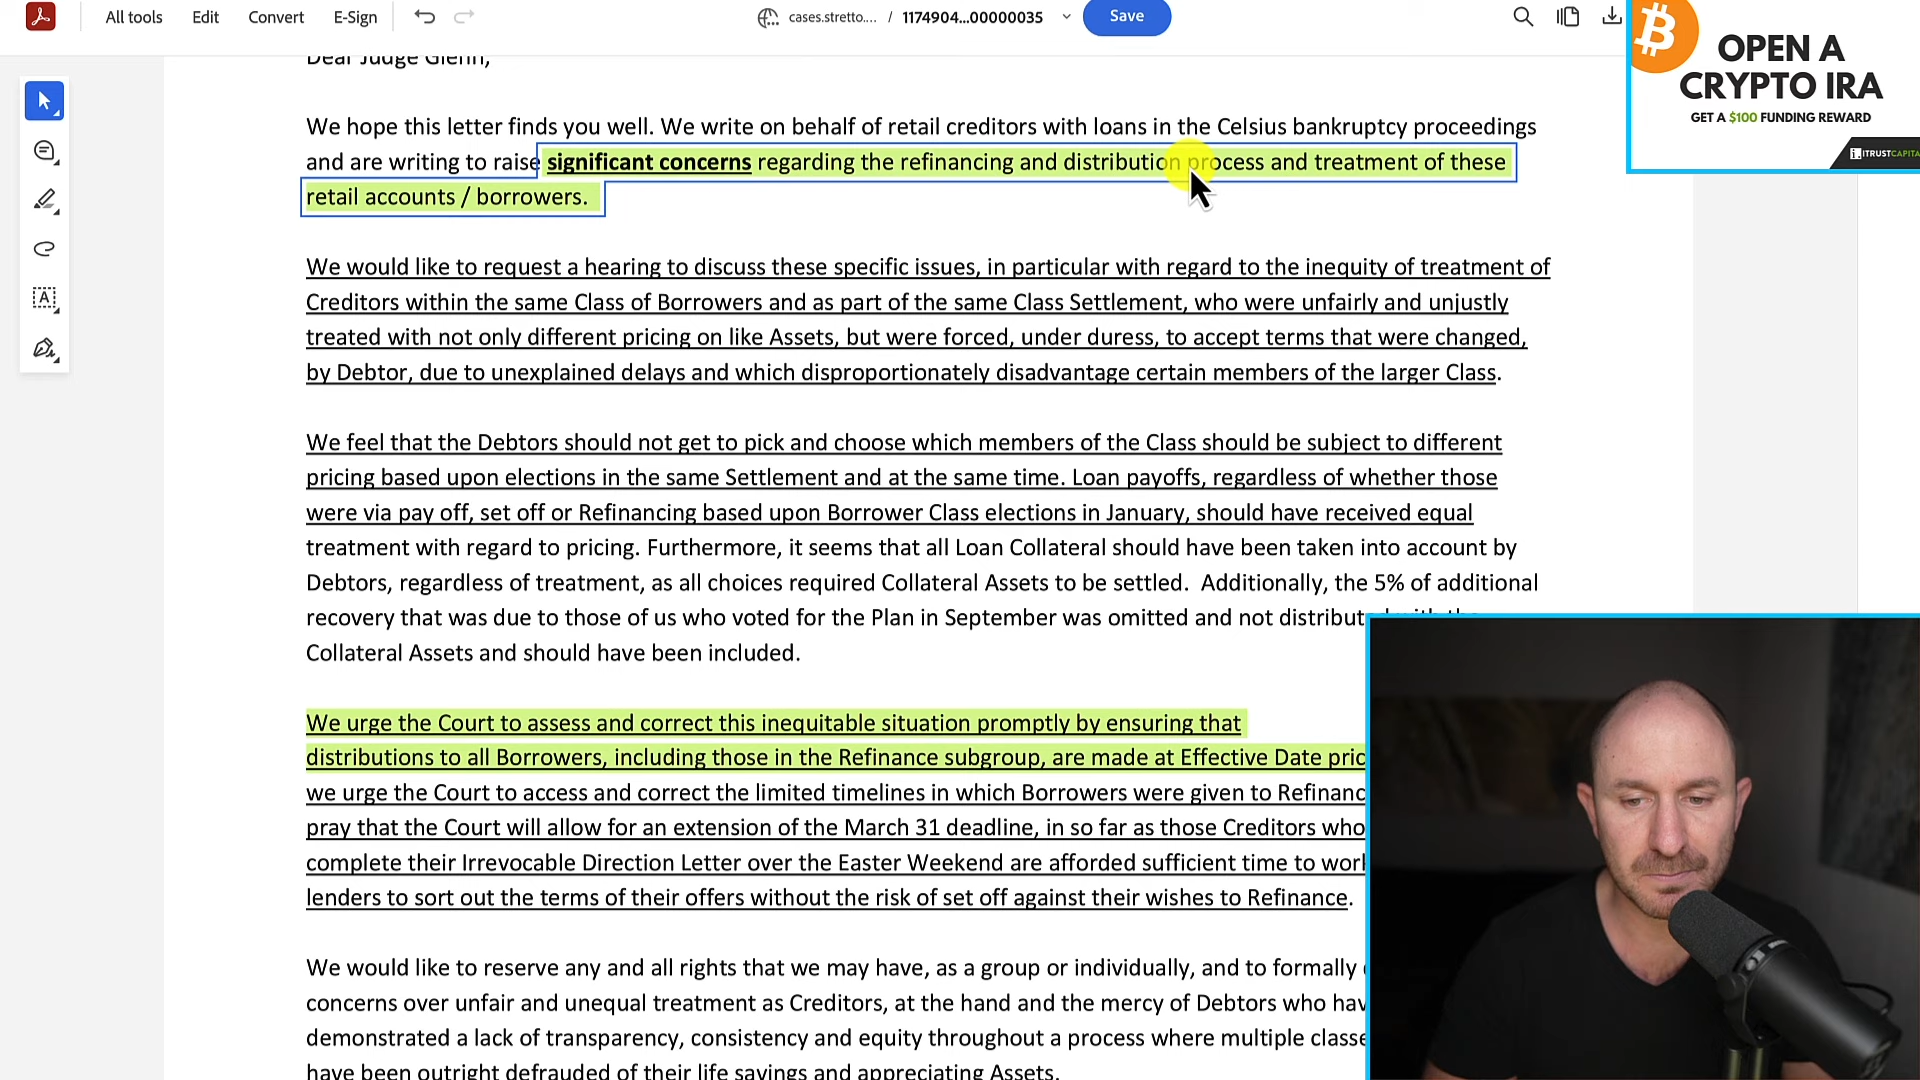 All tools Edit Convert E-Sign cases.stretto.... / 1174904...00000035 Save
OPEN A
CRYPTO IRA
GET A $100 FUNDING REWARD
ITRUSTCAPITA
Dear Judge Glenn,
We hope this letter finds you well. We write on behalf of retail creditors with loans in the Celsius bankruptcy proceedings
and are writing to raise significant concerns regarding the refinancing and distribution process and treatment of these
retail accounts / borrowers.
We would like to request a hearing to discuss these specific issues, in particular with regard to the inequity of treatment of
Creditors within the same Class of Borrowers and as part of the same Class Settlement, who were unfairly and unjustly
treated with not only different pricing on like Assets, but were forced, under duress, to accept terms that were changed,
by Debtor, due to unexplained delays and which disproportionately disadvantage certain members of the larger Class.
We feel that the Debtors should not get to pick and choose which members of the Class should be subject to different
pricing based upon elections in the same Settlement and at the same time. Loan payoffs, regardless of whether those
were via pay off, set off or Refinancing based upon Borrower Class elections in January, should have received equal
treatment with regard to pricing. Furthermore, it seems that all Loan Collateral should have been taken into account by
Debtors, regardless of treatment, as all choices required Collateral Assets to be settled. Additionally, the 5% of additional
recovery that was due to those of us who voted for the Plan in September was omitted and not distribut
Collateral Assets and should have been included.
We urge the Court to assess and correct this inequitable situation promptly by ensuring that
distributions to all Borrowers, including those in the Refinance subgroup, are made at Effective Date pric
we urge the Court to access and correct the limited timelines in which Borrowers were given to Refinanc
pray that the Court will allow for an extension of the March 31 deadline, in so far as those Creditors who
complete their Irrevocable Direction Letter over the Easter Weekend are afforded sufficient time to work
lenders to sort out the terms of their offers without the risk of set off against their wishes to Refinance.
We would like to reserve any and all rights that we may have, as a group or individually, and to formally
concerns over unfair and unequal treatment as Creditors, at the hand and the mercy of Debtors who hav
demonstrated a lack of transparency, consistency and equity throughout a process where multiple classe
have been outright defrauded of their life savings and appreciating Assets.